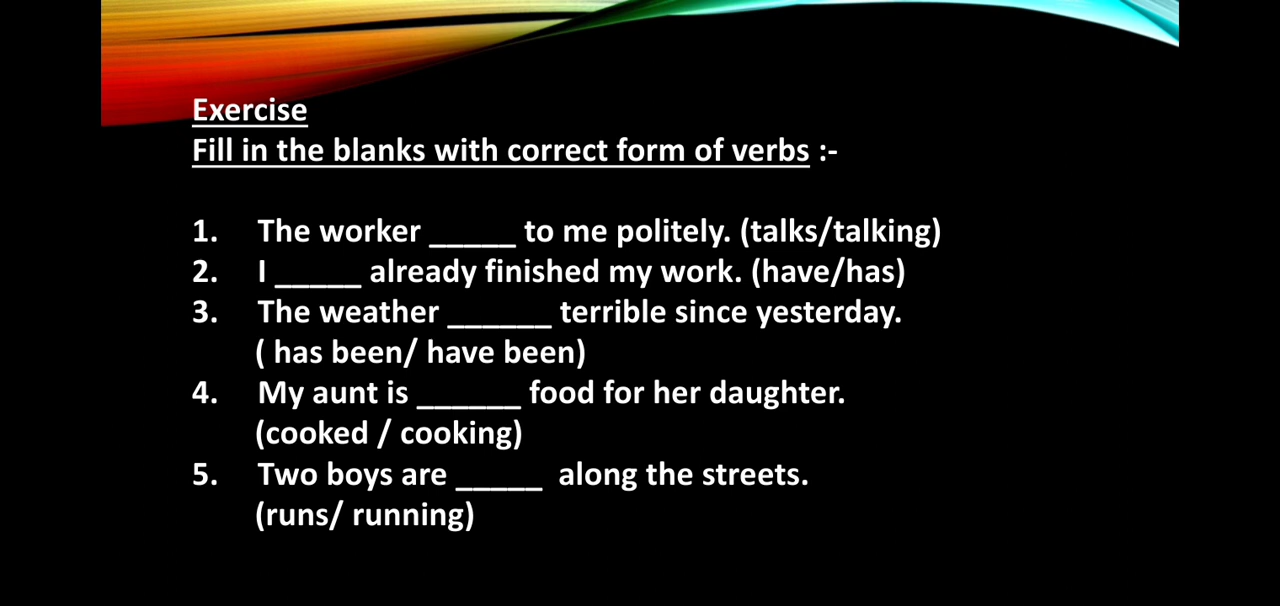 Exercise
Fill in the blanks with correct form of verbs :-
1. The worker _____ to me politely. (talks/talking)
2. I _____ already finished my work. (have/has)
3. The weather ______ terrible since yesterday.
( has been/ have been)
4. My aunt is ______ food for her daughter.
(cooked / cooking)
5. Two boys are _____ along the streets.
(runs/ running)